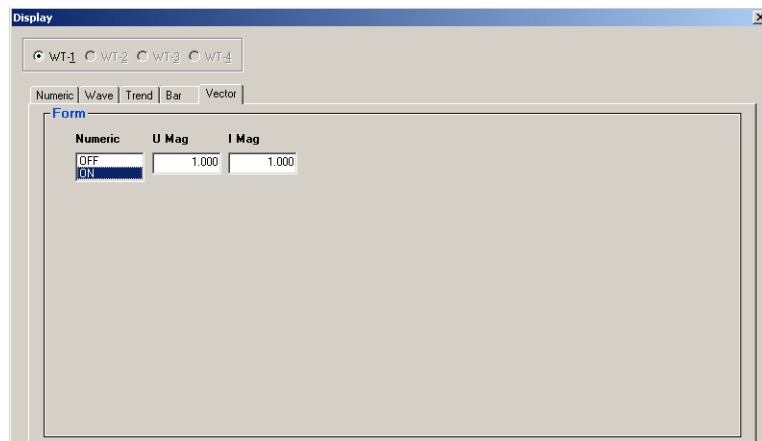 Display
WT-1 WT-2 WT-3 WT-4
Numeric Wave Trend Bar Vector
Form
Numeric U Mag I Mag
OFF 1.000 1.000
ON